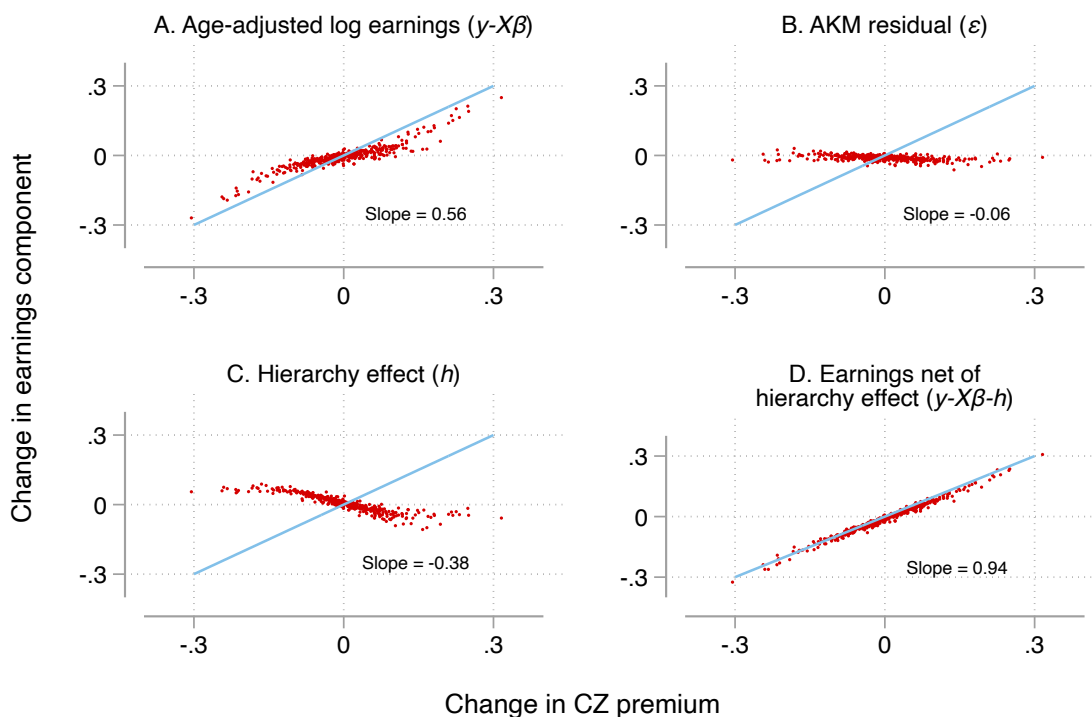 A. Age-adjusted log earnings (y-Xβ)
.3
0
-.3
Slope = 0.56
-.3
0
.3
B. AKM residual (ε)
.3
0
-.3
Slope = -0.06
-.3
0
.3
C. Hierarchy effect (h)
.3
0
-.3
Slope = -0.38
-.3
0
.3
D. Earnings net of
hierarchy effect (y-Xβ-h)
.3
0
-.3
Slope = 0.94
-.3
0
.3
Change in earnings component
Change in CZ premium